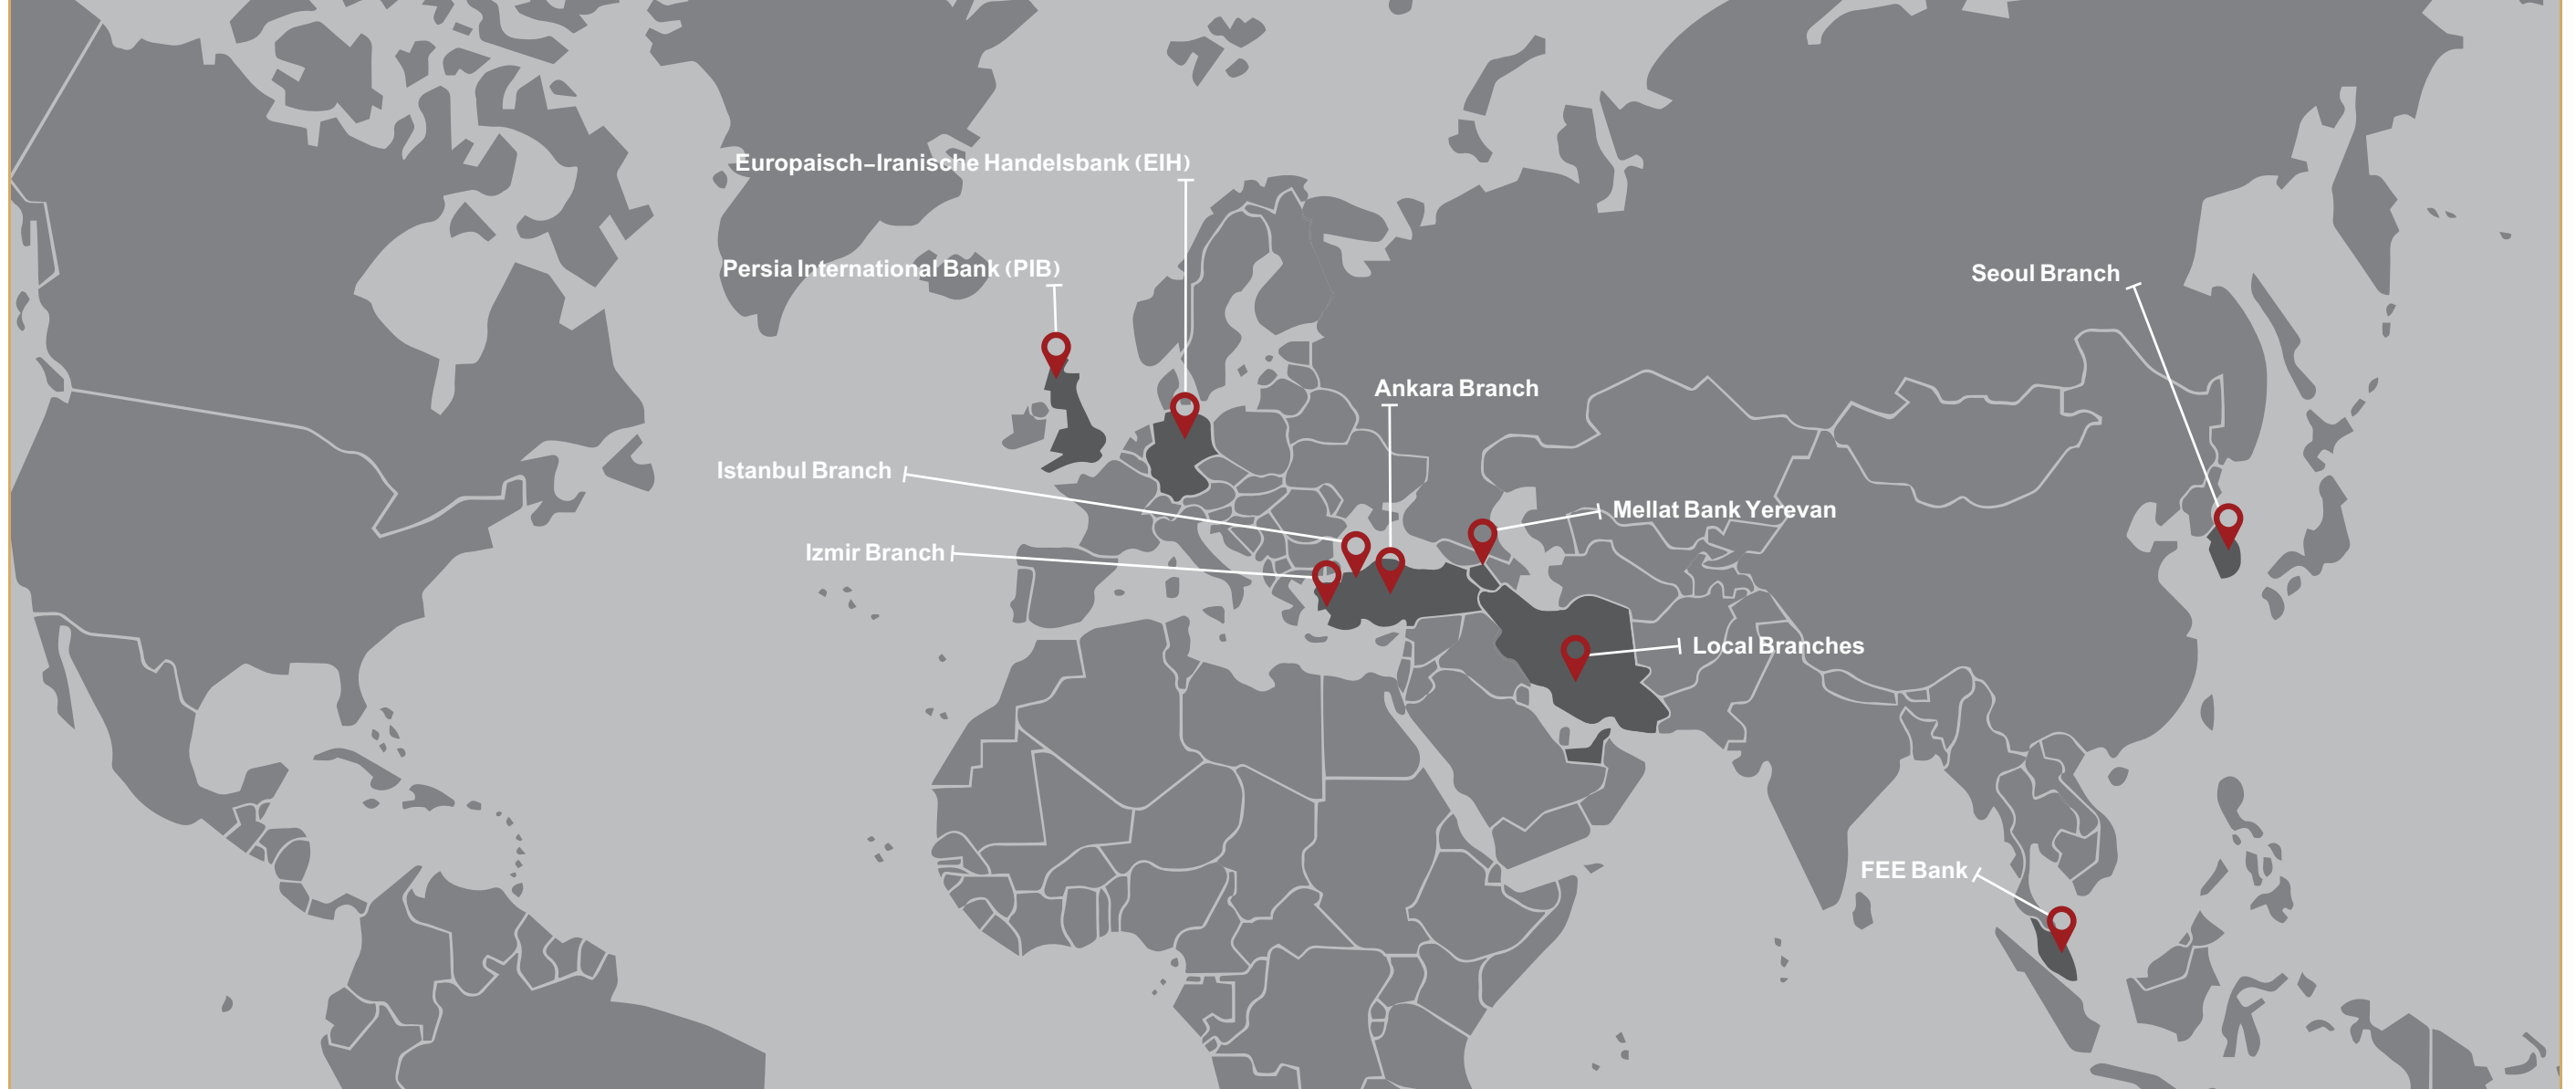 Europaisch–Iranische Handelsbank (EIH)
Persia International Bank (PIB)
Seoul Branch
Ankara Branch
Istanbul Branch
Mellat Bank Yerevan
Izmir Branch
Local Branches
FEE Bank